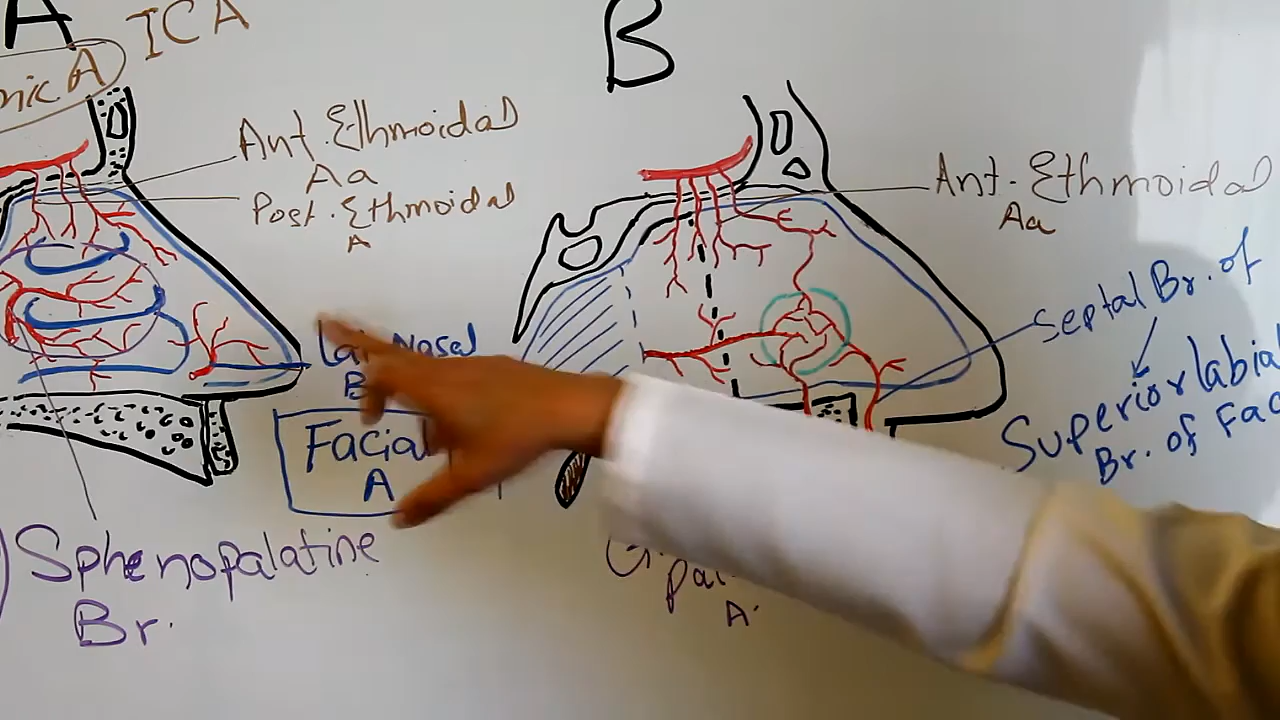 A
ICA
A
Ant. Ethmoidal
Aa
Post. Ethmoidal
A
Nasal
Facial
A
Sphenopalatine
Br.
B
Ant. Ethmoidal
Aa
Septal Br. of
Superior labial
Br. of Fac
A